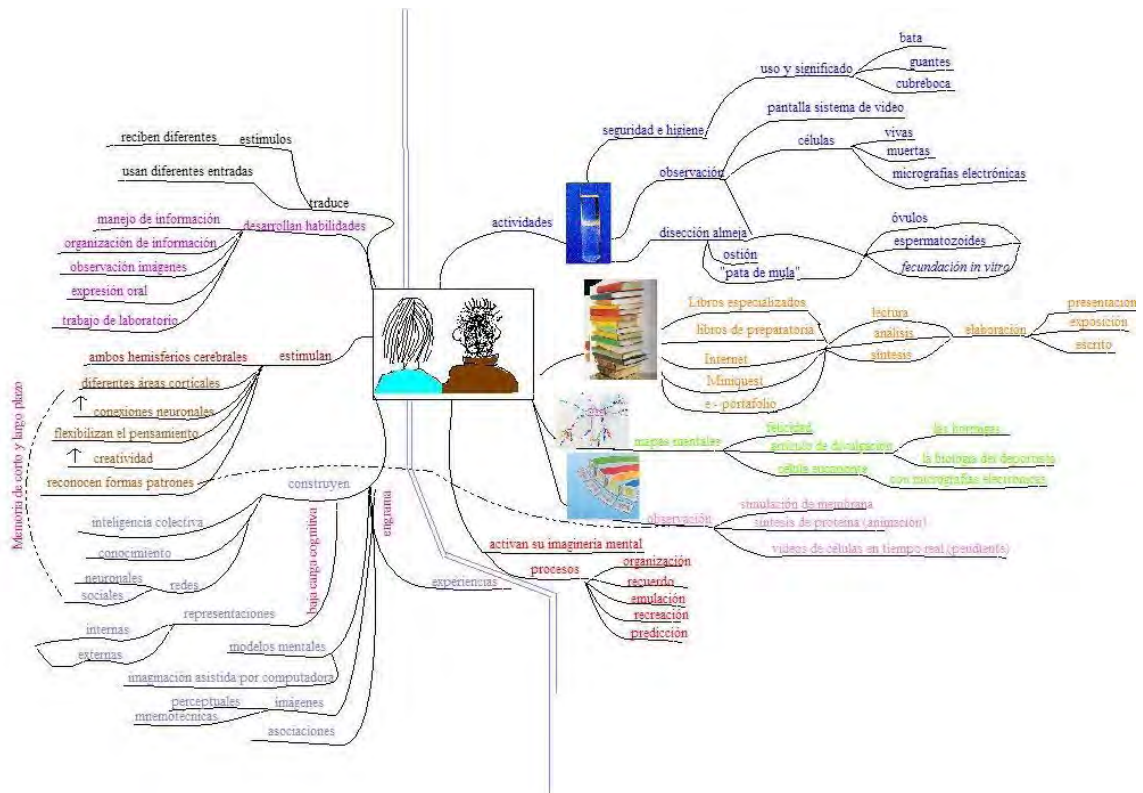 reciben diferentes
estimulos
usan diferentes entradas
traduce
manejo de información
desarrollan habilidades
organización de información
observación imágenes
expresión oral
trabajo de laboratorio
ambos hemisferios cerebrales
estimulan
diferentes áreas corticales
↑ conexiones neuronales
flexibilizan el pensamiento
↑ creatividad
reconocen formas patrones
Memoria de corto y largo plazo
construyen
inteligencia colectiva
conocimiento
neuronales
sociales
redes
baja carga cognitiva
representaciones
internas
externas
modelos mentales
imaginación asistida por computadora
perceptuales
mnemotecnicas
imágenes
asociaciones
engrama
experiencias
actividades
seguridad e higiene
uso y significado
bata
guantes
cubreboca
observación
pantalla sistema de video
células
vivas
muertas
micrografías electrónicas
disección almeja
ostión
"pata de mula"
óvulos
espermatozoides
fecundación in vitro
Libros especializados
libros de preparatoria
Internet
Miniquest
e - portafolio
lectura
análisis
síntesis
elaboración
presentación
exposición
escrito
mapas mentales
felicidad
artículo de divulgación
las hormigas
la biología del deportista
célula eucarionte
con micrografías electrónicas
observación
simulación de membrana
síntesis de proteína (animación)
videos de células en tiempo real (pendiente)
activan su imaginería mental
procesos
organización
recuerdo
emulación
recreación
predicción